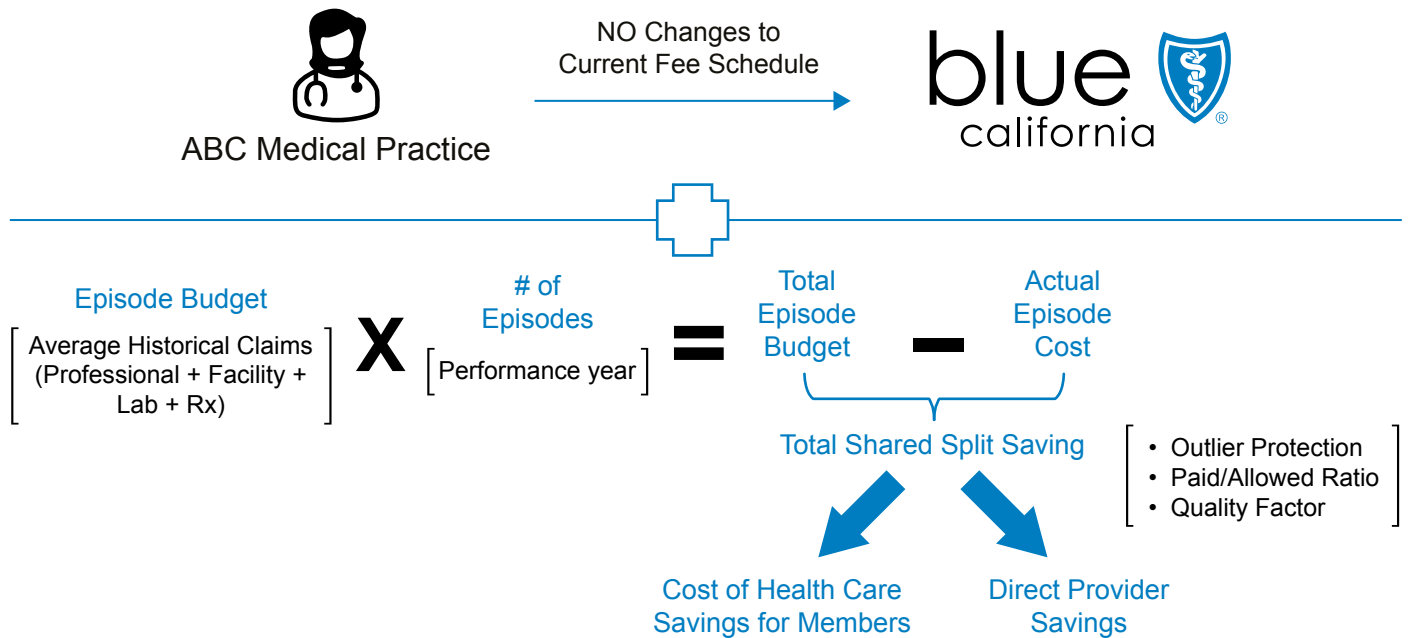 NO Changes to
Current Fee Schedule
ABC Medical Practice
blue
california
®
Episode Budget
Average Historical Claims
(Professional + Facility +
Lab + Rx)
X
# of
Episodes
Performance year
=
Total
Episode
Budget
−
Actual
Episode
Cost
Total Shared Split Saving
• Outlier Protection
• Paid/Allowed Ratio
• Quality Factor
Cost of Health Care
Savings for Members
Direct Provider
Savings